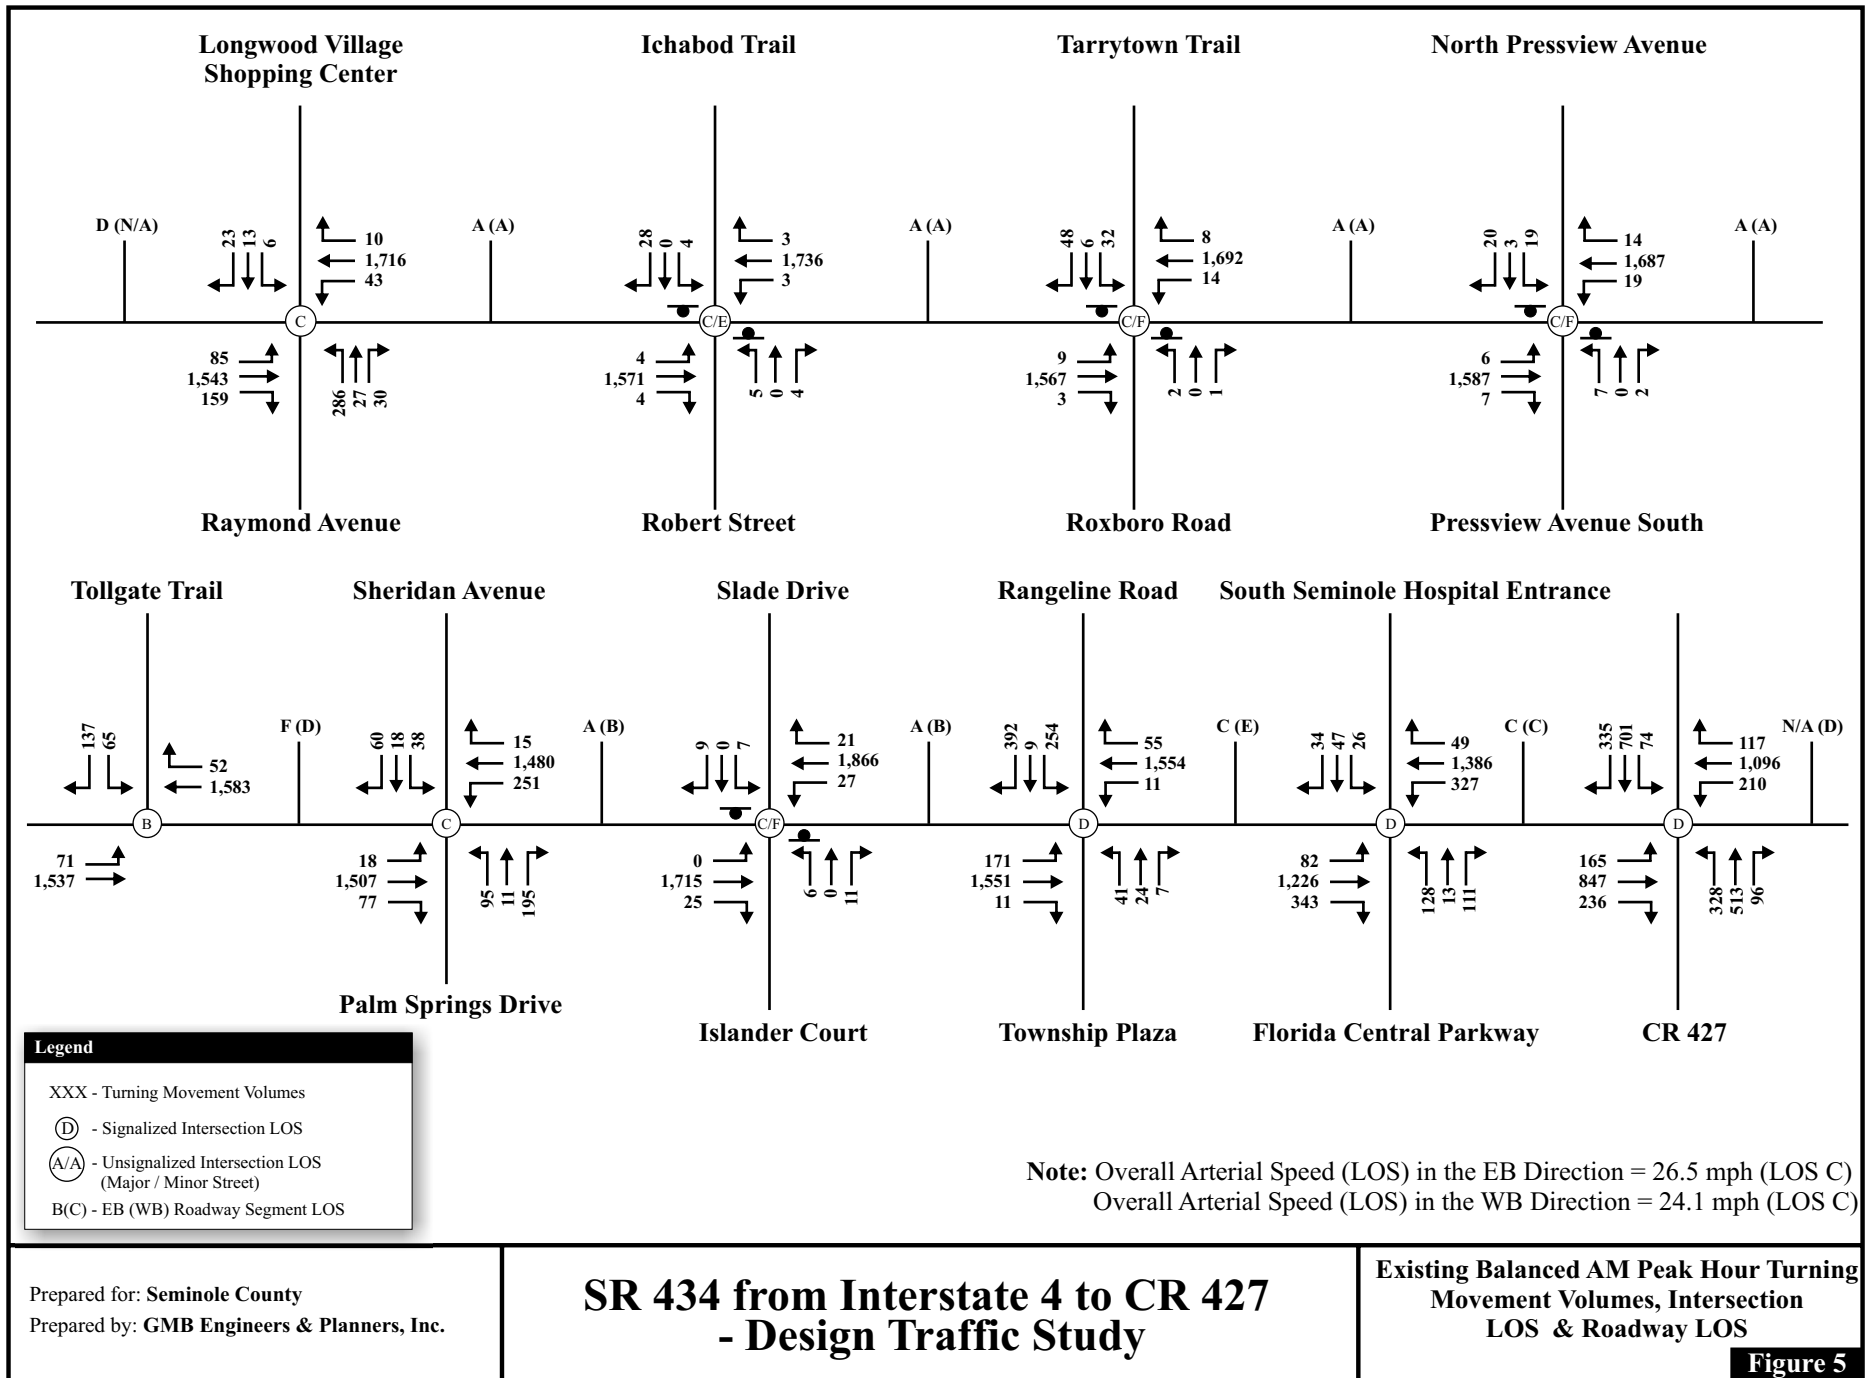 Longwood Village
Shopping Center
Ichabod Trail
Tarrytown Trail
North Pressview Avenue
D (N/A)
23
13
6
10
1,716
43
A (A)
28
0
4
3
1,736
3
A (A)
48
6
32
8
1,692
14
A (A)
20
3
19
14
1,687
19
A (A)
C
C/E
C/F
C/F
85
1,543
159
286
27
30
4
1,571
4
5
0
4
9
1,567
3
2
0
1
6
1,587
7
7
0
2
Raymond Avenue
Robert Street
Roxboro Road
Pressview Avenue South
Tollgate Trail
Sheridan Avenue
Slade Drive
Rangeline Road
South Seminole Hospital Entrance
137
65
52
1,583
F (D)
60
18
38
15
1,480
251
A (B)
9
0
7
21
1,866
27
A (B)
392
9
254
55
1,554
11
C (E)
34
47
26
49
1,386
327
C (C)
335
701
74
117
1,096
210
N/A (D)
B
C
C/F
D
D
D
71
1,537
18
1,507
77
95
11
195
0
1,715
25
6
0
11
171
1,551
11
41
24
7
82
1,226
343
128
13
111
165
847
236
328
513
96
Palm Springs Drive
Islander Court
Township Plaza
Florida Central Parkway
CR 427
Legend
XXX - Turning Movement Volumes
D - Signalized Intersection LOS
A/A - Unsignalized Intersection LOS
(Major / Minor Street)
B(C) - EB (WB) Roadway Segment LOS
Note: Overall Arterial Speed (LOS) in the EB Direction = 26.5 mph (LOS C)
Overall Arterial Speed (LOS) in the WB Direction = 24.1 mph (LOS C)
Prepared for: Seminole County
Prepared by: GMB Engineers & Planners, Inc.
SR 434 from Interstate 4 to CR 427
- Design Traffic Study
Existing Balanced AM Peak Hour Turning
Movement Volumes, Intersection
LOS & Roadway LOS
Figure 5